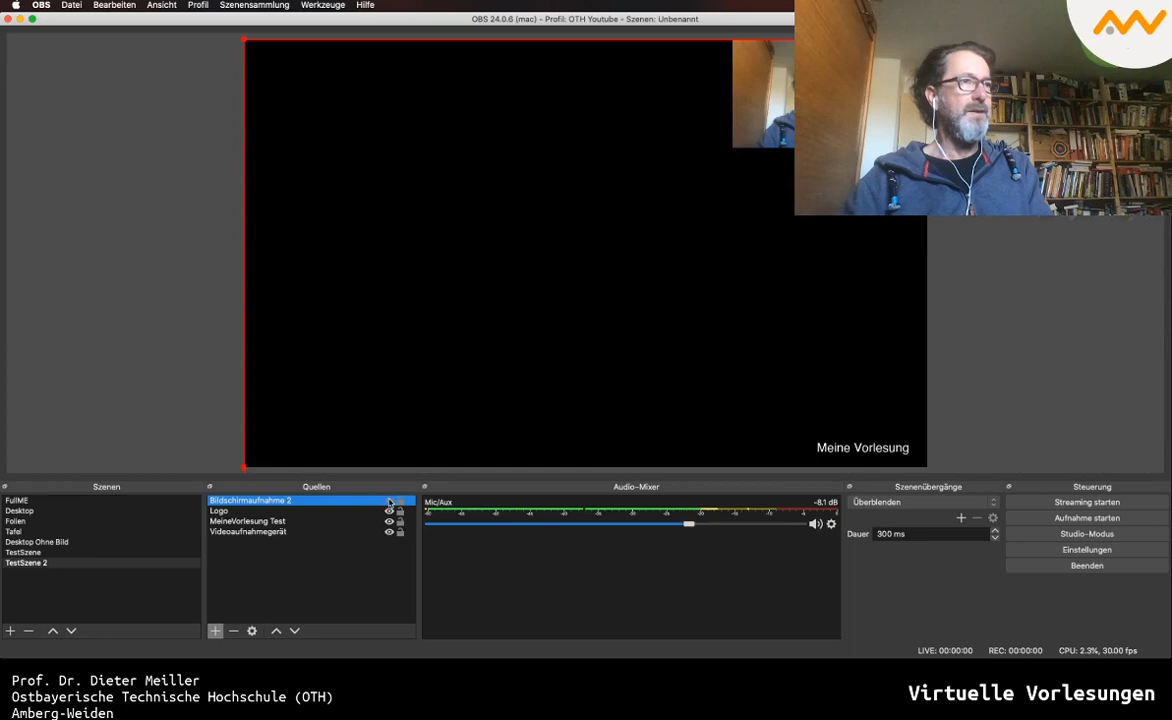 OBS Datei Bearbeiten Ansicht Profil Szenensammlung Werkzeuge Hilfe
OBS 24.0.6 (mac) - Profil: OTH Youtube - Szenen: Unbenannt
Meine Vorlesung
Szenen
FullME
Desktop
Folien
Tafel
Desktop Ohne Bild
TestSzene
TestSzene 2
Quellen
Bildschirmaufnahme 2
Logo
MeineVorlesung Test
Videoaufnahmegerät
Audio-Mixer
Mic/Aux -8.1 dB
Szenenübergänge
Überblenden
Dauer 300 ms
Steuerung
Streaming starten
Aufnahme starten
Studio-Modus
Einstellungen
Beenden
LIVE: 00:00:00 REC: 00:00:00 CPU: 2.3%, 30.00 fps
Prof. Dr. Dieter Meiller
Ostbayerische Technische Hochschule (OTH)
Amberg-Weiden
Virtuelle Vorlesungen